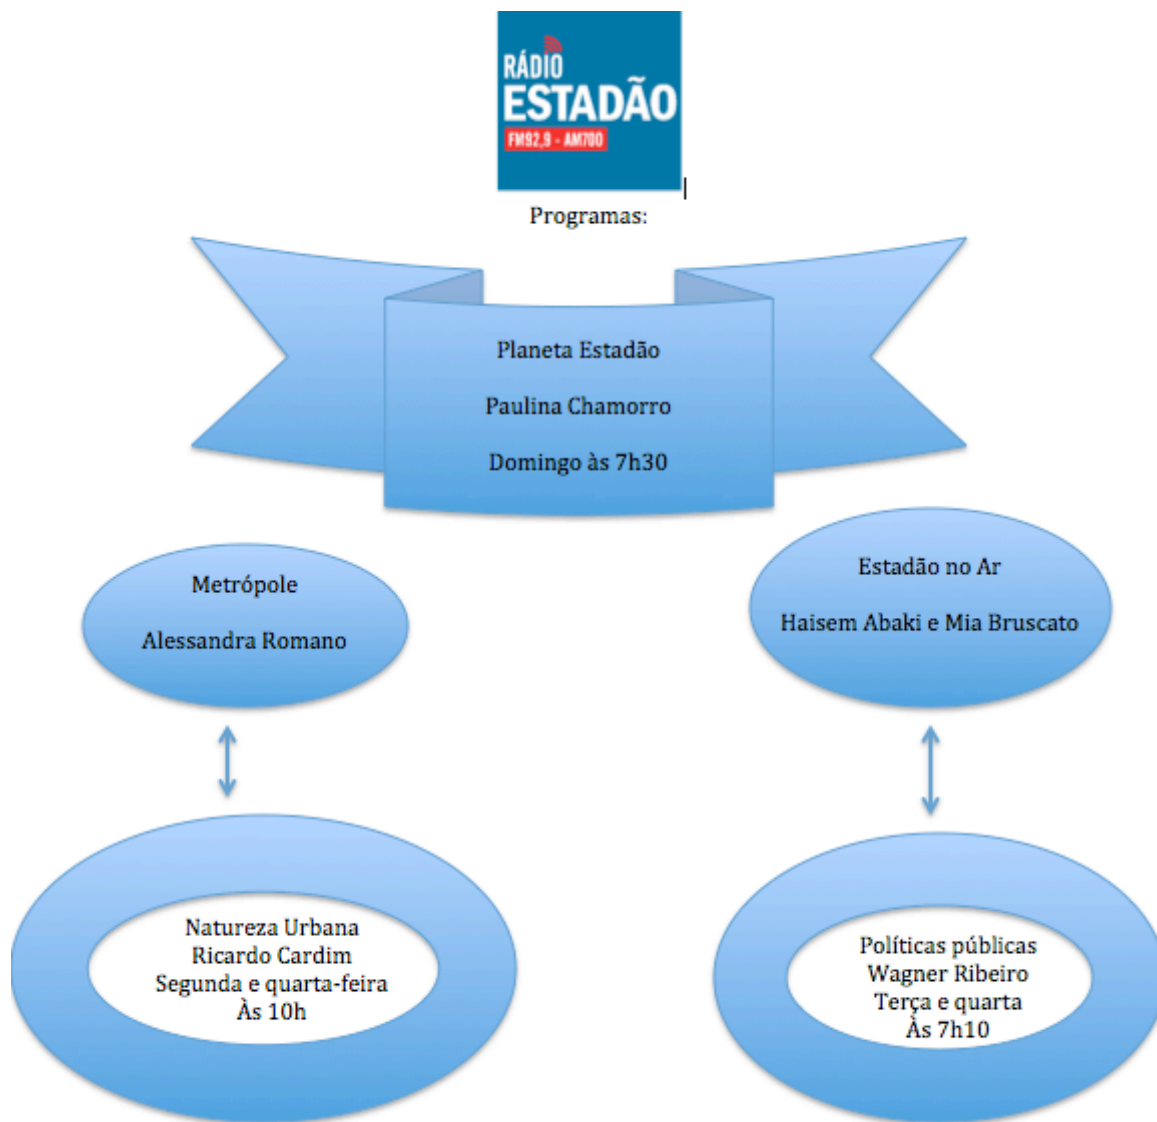 RÁDIO
ESTADÃO
FM92,9 - AM700
Programas:
Planeta Estadão
Paulina Chamorro
Domingo às 7h30
Metrópole
Alessandra Romano
Estadão no Ar
Haisem Abaki e Mia Bruscato
Natureza Urbana
Ricardo Cardim
Segunda e quarta-feira
Às 10h
Políticas públicas
Wagner Ribeiro
Terça e quarta
Às 7h10